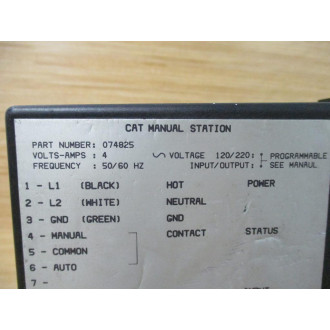 CAT MANUAL STATION
PART NUMBER: 074825
VOLTS-AMPS : 4 VOLTAGE 120/220: PROGRAMMABLE
FREQUENCY : 50/60 HZ INPUT/OUTPUT: SEE MANAUL
1 - L1 (BLACK) HOT POWER
2 - L2 (WHITE) NEUTRAL
3 - GND (GREEN) GND
4 - MANUAL CONTACT STATUS
5 - COMMON
6 - AUTO
7 -